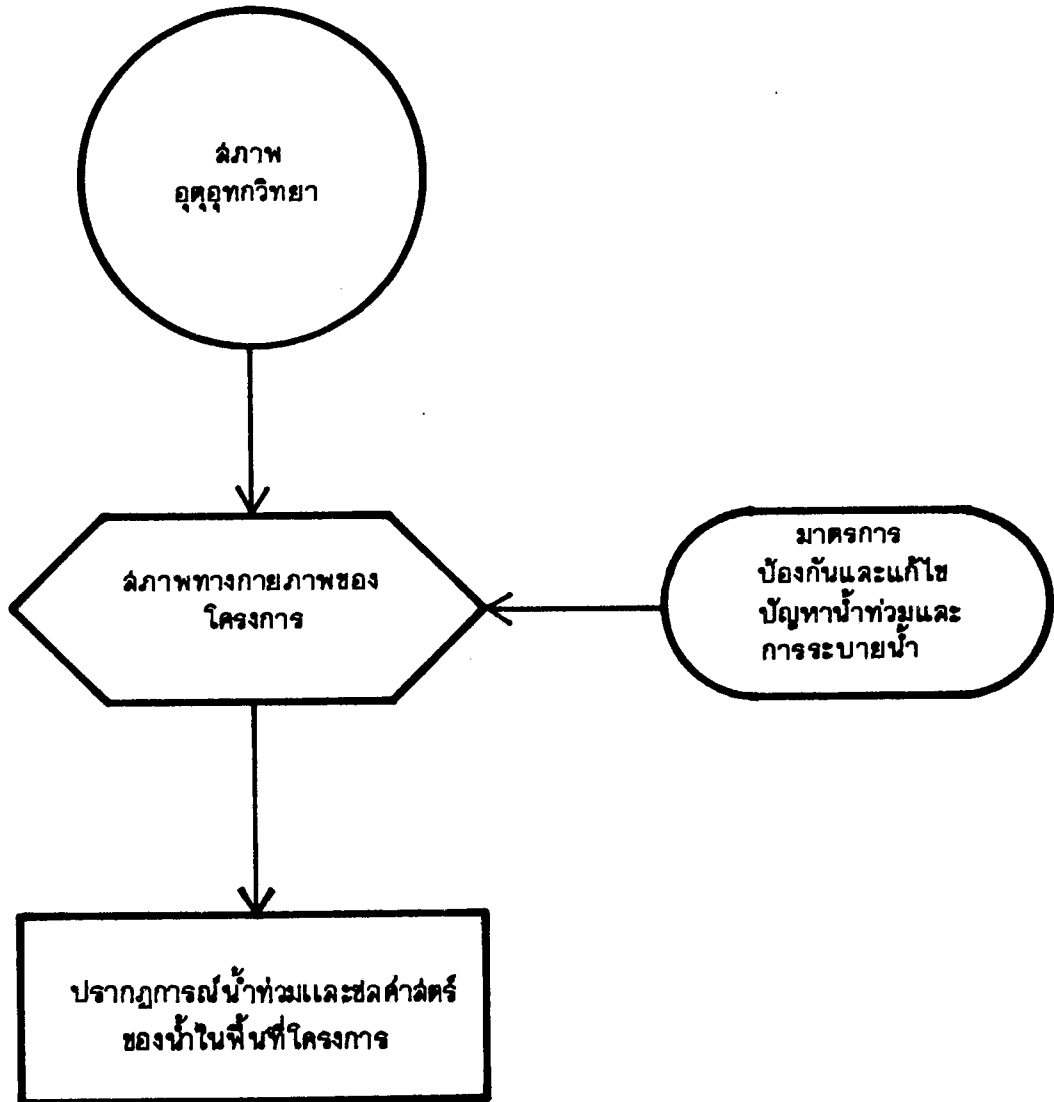 สภาพ
อุตุอุทกวิทยา
สภาพทางกายภาพของ
โครงการ
มาตรการ
ป้องกันและแก้ไข
ปัญหาน้ำท่วมและ
การระบายน้ำ
ปรากฏการณ์น้ำท่วมและชลศาสตร์
ของน้ำในพื้นที่โครงการ